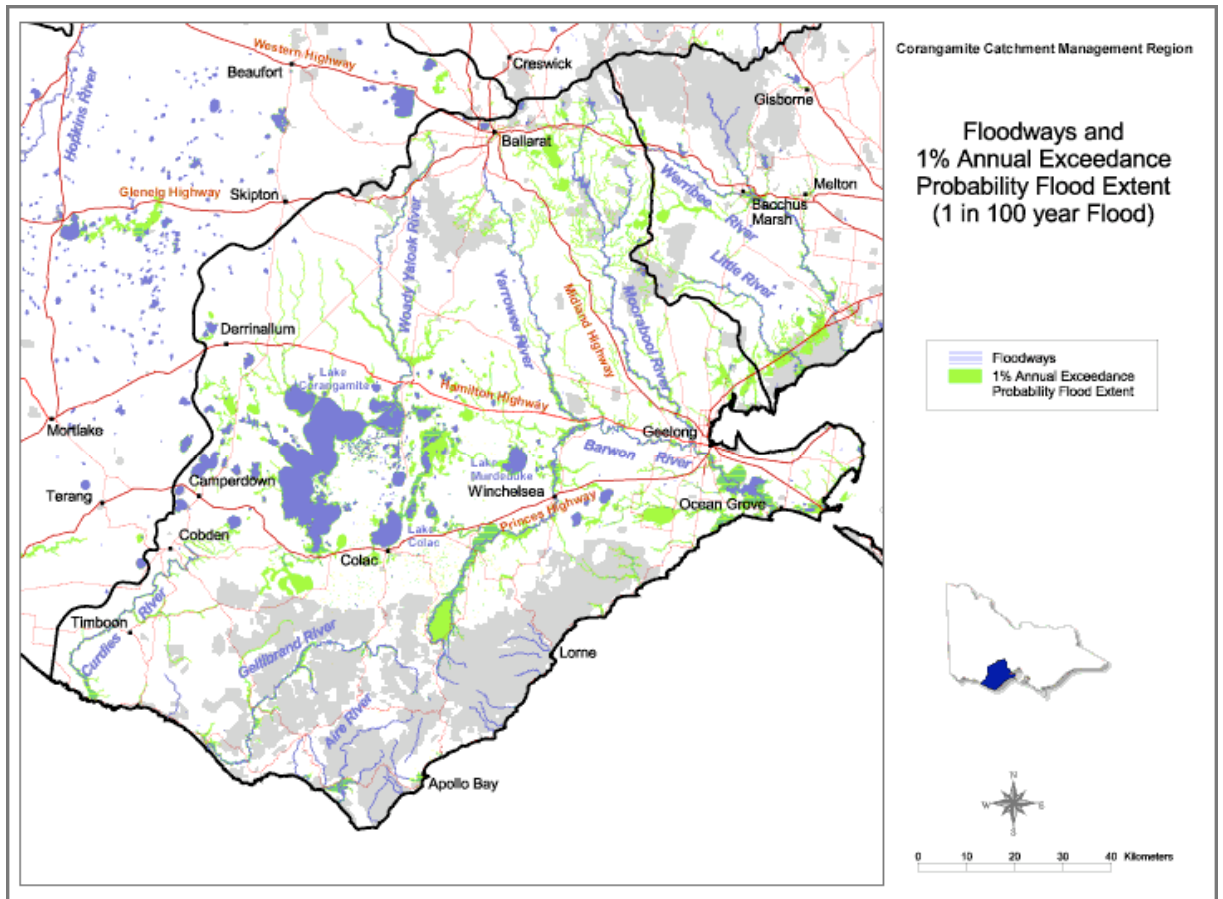 Corangamite Catchment Management Region
Floodways and
1% Annual Exceedance
Probability Flood Extent
(1 in 100 year Flood)
Floodways
1% Annual Exceedance
Probability Flood Extent
N
W E
S
0 10 20 30 40 Kilometers
Western Highway
Beaufort
Creswick
Gisborne
Hopkins River
Ballarat
Glenelg Highway
Skipton
Werribee River
Melton
Bacchus
Marsh
Woady Yaloak River
Yarrowee River
Midland Highway
Moorabool River
Little River
Derrinallum
Lake
Corangamite
Hamilton Highway
Mortlake
Geelong
Barwon River
Lake
Murdeduke
Camperdown
Winchelsea
Terang
Princes Highway
Ocean Grove
Cobden
Lake
Colac
Colac
Timboon
Curdies River
Gellibrand River
Lorne
Aire River
Apollo Bay